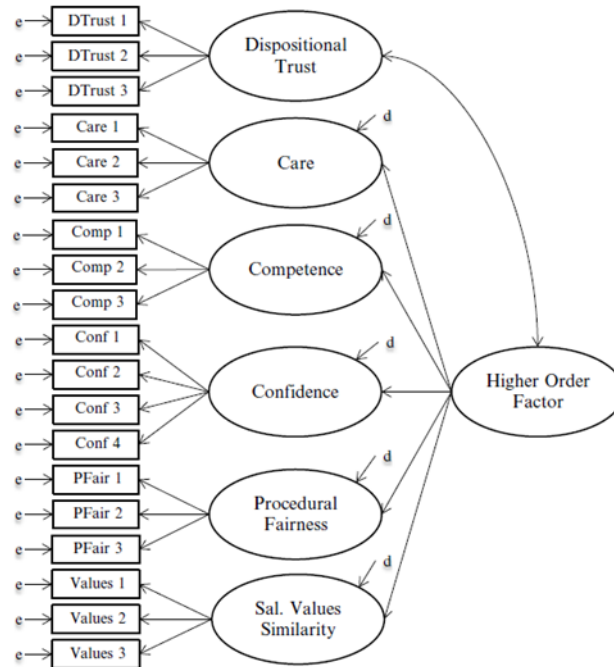 e
DTrust 1
e
DTrust 2
e
DTrust 3
Dispositional
Trust
e
Care 1
e
Care 2
e
Care 3
d
Care
e
Comp 1
e
Comp 2
e
Comp 3
d
Competence
e
Conf 1
e
Conf 2
e
Conf 3
e
Conf 4
d
Confidence
Higher Order
Factor
e
PFair 1
e
PFair 2
e
PFair 3
d
Procedural
Fairness
e
Values 1
e
Values 2
e
Values 3
d
Sal. Values
Similarity